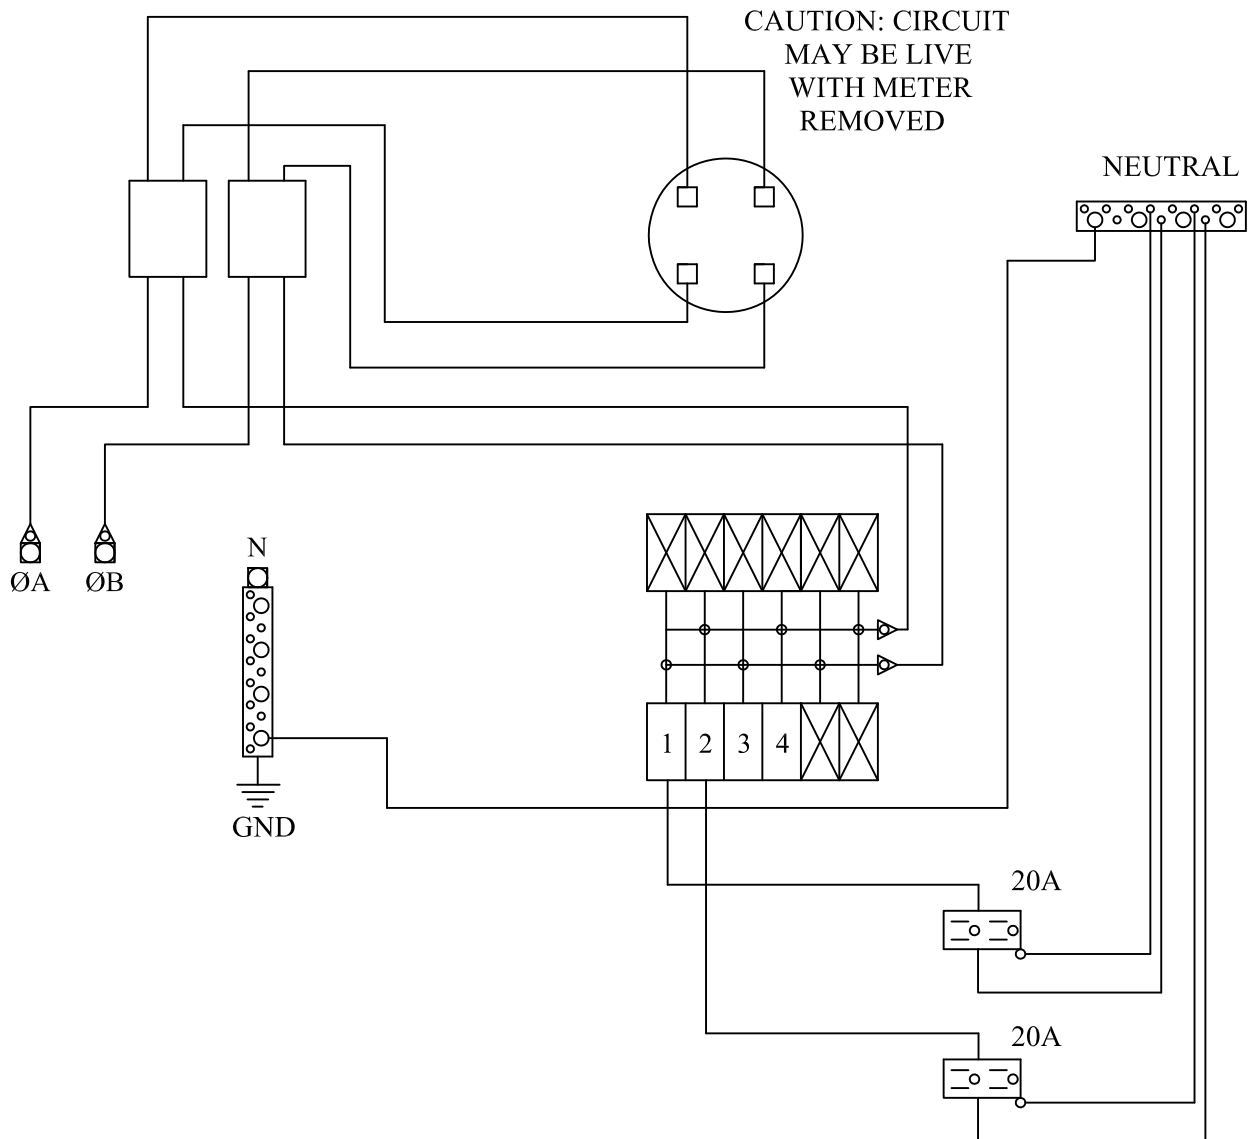 CAUTION: CIRCUIT
MAY BE LIVE
WITH METER
REMOVED
NEUTRAL
ØA
ØB
N
GND
1 2 3 4
20A
20A